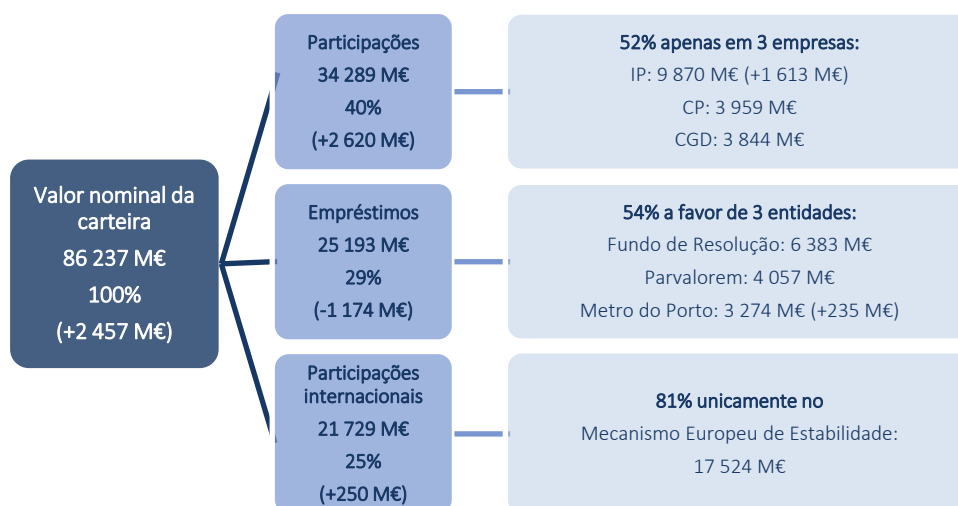 Valor nominal da
carteira
86 237 M€
100%
(+2 457 M€)
Participações
34 289 M€
40%
(+2 620 M€)
52% apenas em 3 empresas:
IP: 9 870 M€ (+1 613 M€)
CP: 3 959 M€
CGD: 3 844 M€
Empréstimos
25 193 M€
29%
(-1 174 M€)
54% a favor de 3 entidades:
Fundo de Resolução: 6 383 M€
Parvalorem: 4 057 M€
Metro do Porto: 3 274 M€ (+235 M€)
Participações
internacionais
21 729 M€
25%
(+250 M€)
81% unicamente no
Mecanismo Europeu de Estabilidade:
17 524 M€